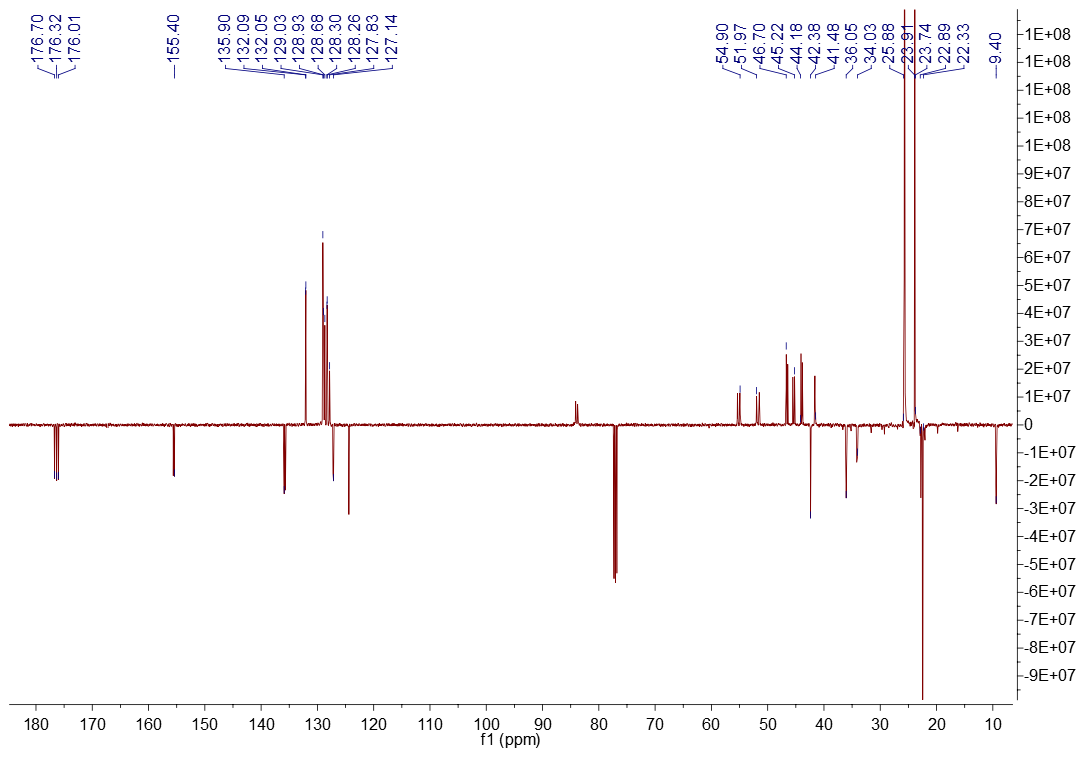 176.70
176.32
176.01
155.40
135.90
132.09
132.05
129.03
128.93
128.68
128.30
128.26
127.83
127.14
54.90
51.97
46.70
45.22
44.18
42.38
41.48
36.05
34.03
25.88
23.91
23.74
22.89
22.33
9.40
1E+08
1E+08
1E+08
1E+08
1E+08
9E+07
8E+07
7E+07
6E+07
5E+07
4E+07
3E+07
2E+07
1E+07
0
-1E+07
-2E+07
-3E+07
-4E+07
-5E+07
-6E+07
-7E+07
-8E+07
-9E+07
180 170 160 150 140 130 120 110 100 90 80 70 60 50 40 30 20 10
f1 (ppm)